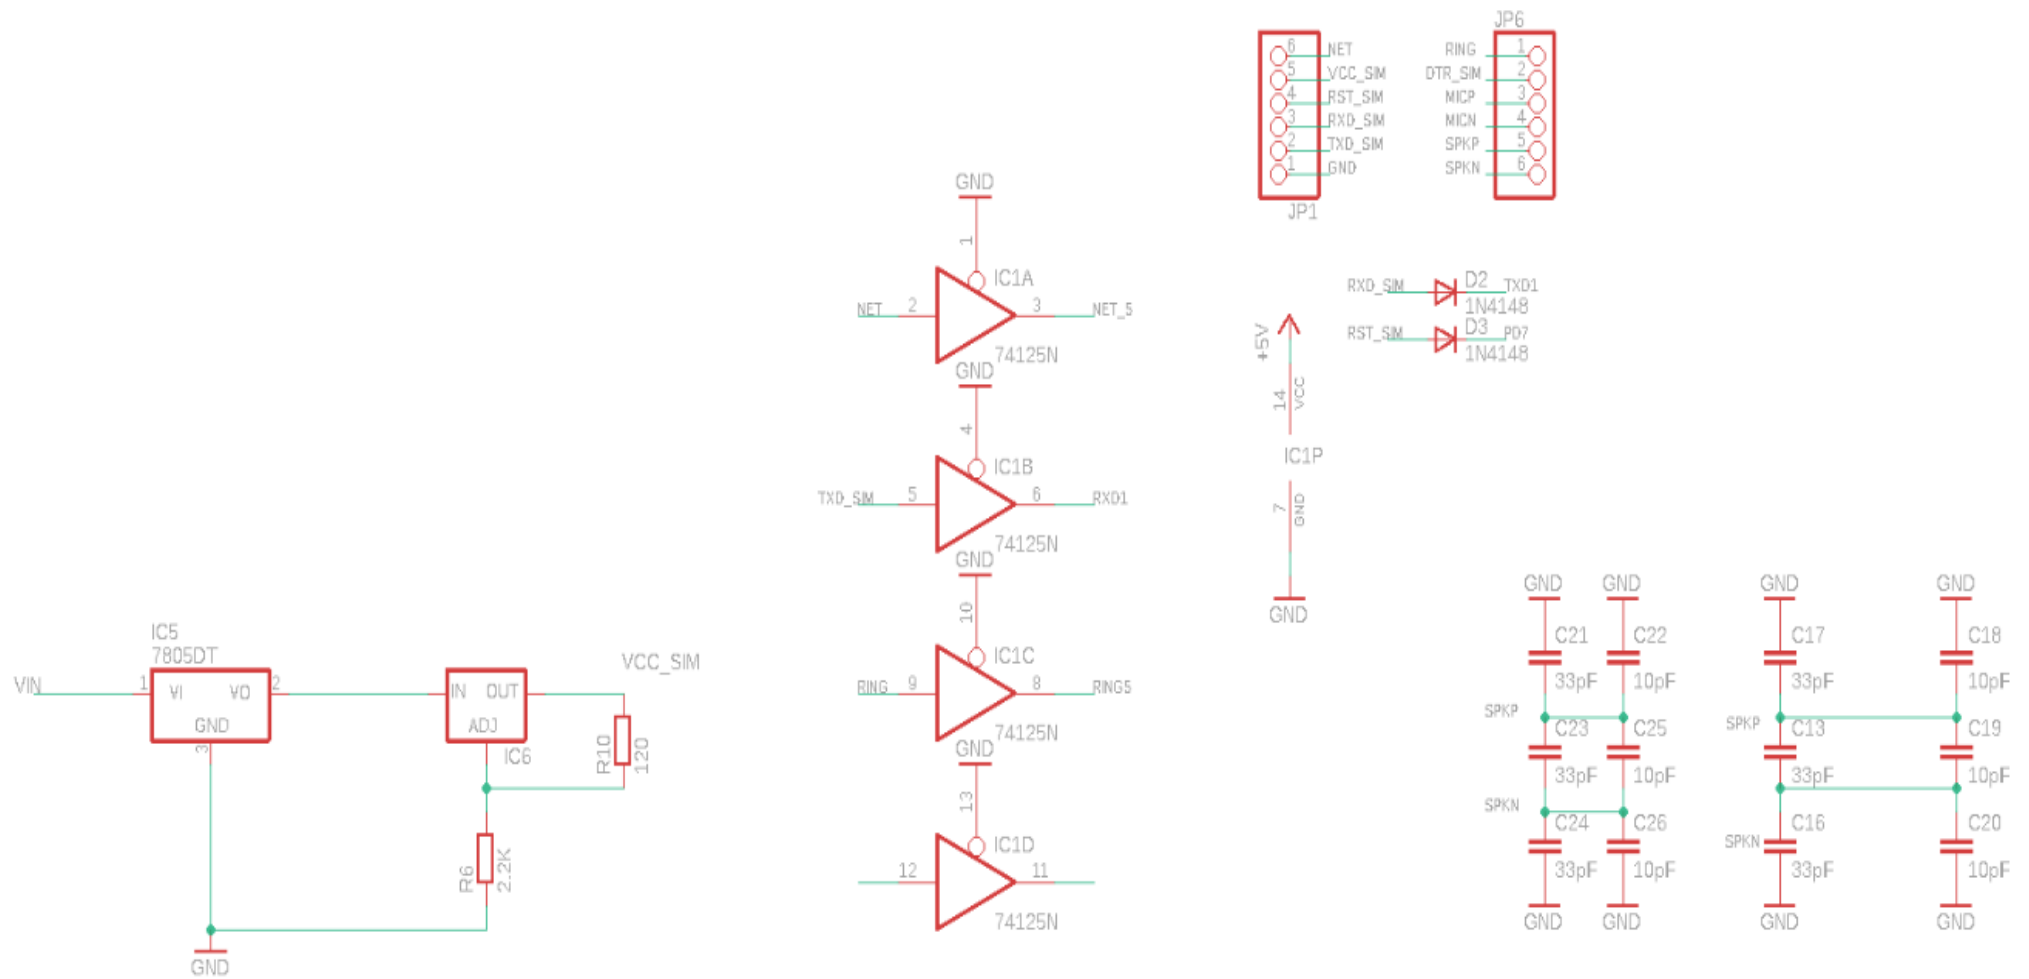 JP6
6 NET
5 VCC_SIM
4 RST_SIM
3 RXD_SIM
2 TXD_SIM
1 GND
JP1
RING 1
DTR_SIM 2
MICP 3
MICN 4
SPKP 5
SPKN 6
GND
1
IC1A
NET 2 3 NET_5
74125N
GND
4
IC1B
TXD_SIM 5 6 RXD1
74125N
GND
10
IC1C
RING 9 8 RING5
74125N
GND
13
IC1D
12 11
74125N
RXD_SIM D2 TXD1
1N4148
RST_SIM D3 PD7
1N4148
+5V
14 VCC
IC1P
7 GND
GND
IC5
7805DT
VIN 1 VI VO 2
GND
3
IN OUT
ADJ
IC6
VCC_SIM
R10 120
R6 2.2K
GND
GND GND
C21 C22
33pF 10pF
SPKP
C23 C25
33pF 10pF
SPKN
C24 C26
33pF 10pF
GND GND
GND GND
C17 C18
33pF 10pF
SPKP
C13 C19
33pF 10pF
C16 C20
SPKN
33pF 10pF
GND GND